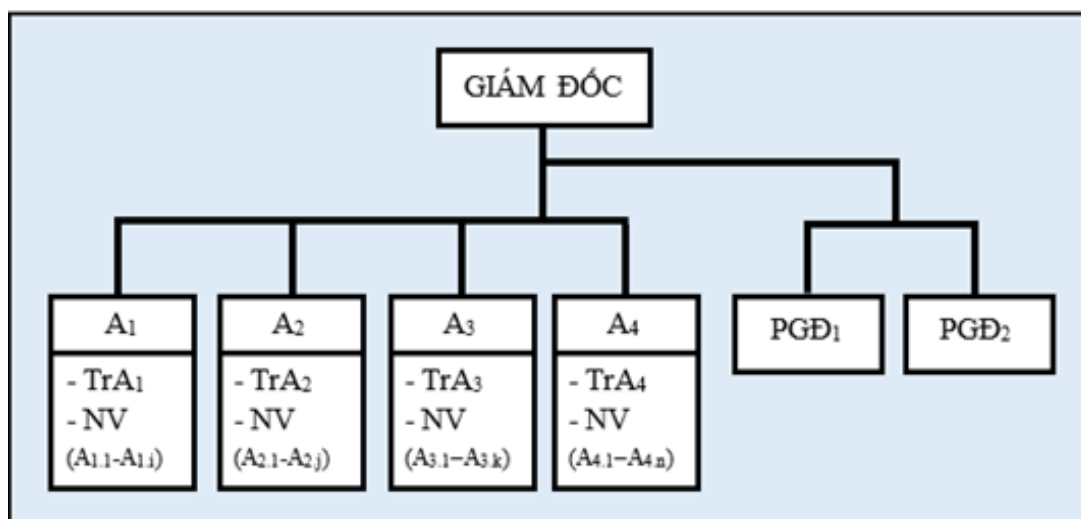 GIÁM ĐỐC
A₁
- TrA₁
- NV
(A₁.₁-A₁.ᵢ)
A₂
- TrA₂
- NV
(A₂.₁-A₂.ⱼ)
A₃
- TrA₃
- NV
(A₃.₁–A₃.ₖ)
A₄
- TrA₄
- NV
(A₄.₁–A₄.ₙ)
PGĐ₁
PGĐ₂